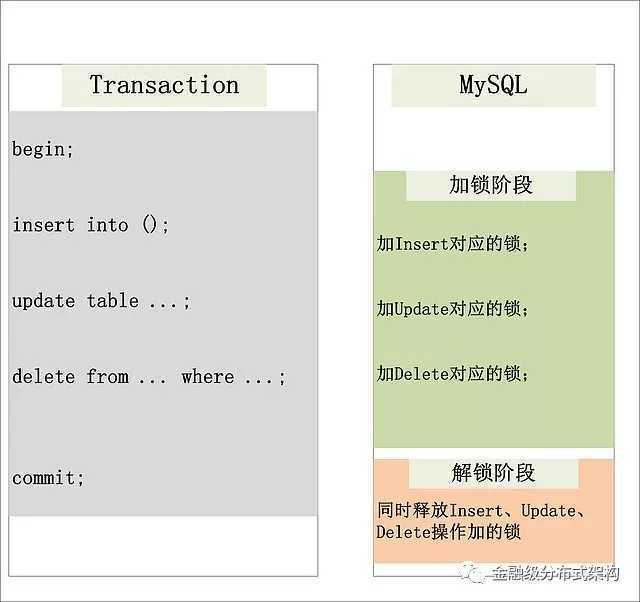 Transaction
begin;
insert into ();
update table ...;
delete from ... where ...;
commit;
MySQL
加锁阶段
加Insert对应的锁;
加Update对应的锁;
加Delete对应的锁;
解锁阶段
同时释放Insert、Update、
Delete操作加的锁
金融级分布式架构